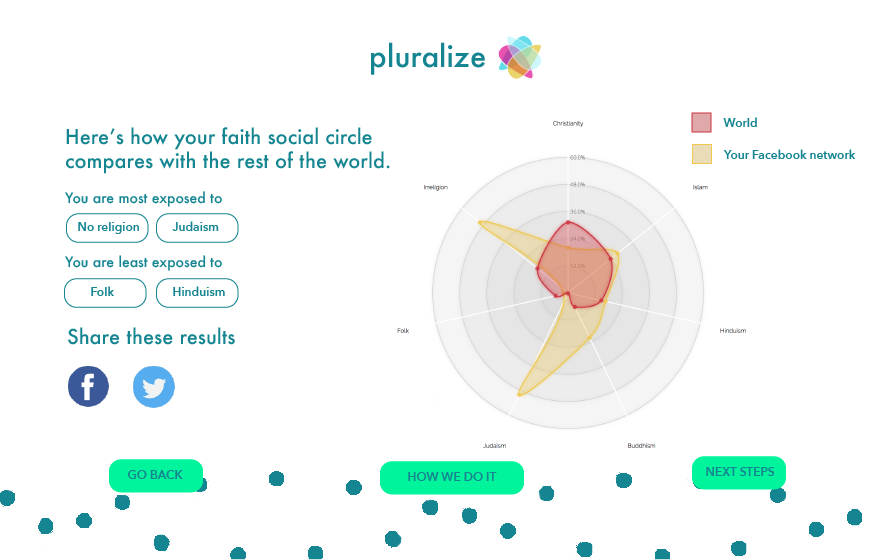 pluralize
Here's how your faith social circle
compares with the rest of the world.
You are most exposed to
No religion
Judaism
You are least exposed to
Folk
Hinduism
Share these results
World
Your Facebook network
Christianity
60.0%
48.0%
36.0%
24.0%
12.0%
Irreligion
Islam
Folk
Hinduism
Judaism
Buddhism
GO BACK
HOW WE DO IT
NEXT STEPS